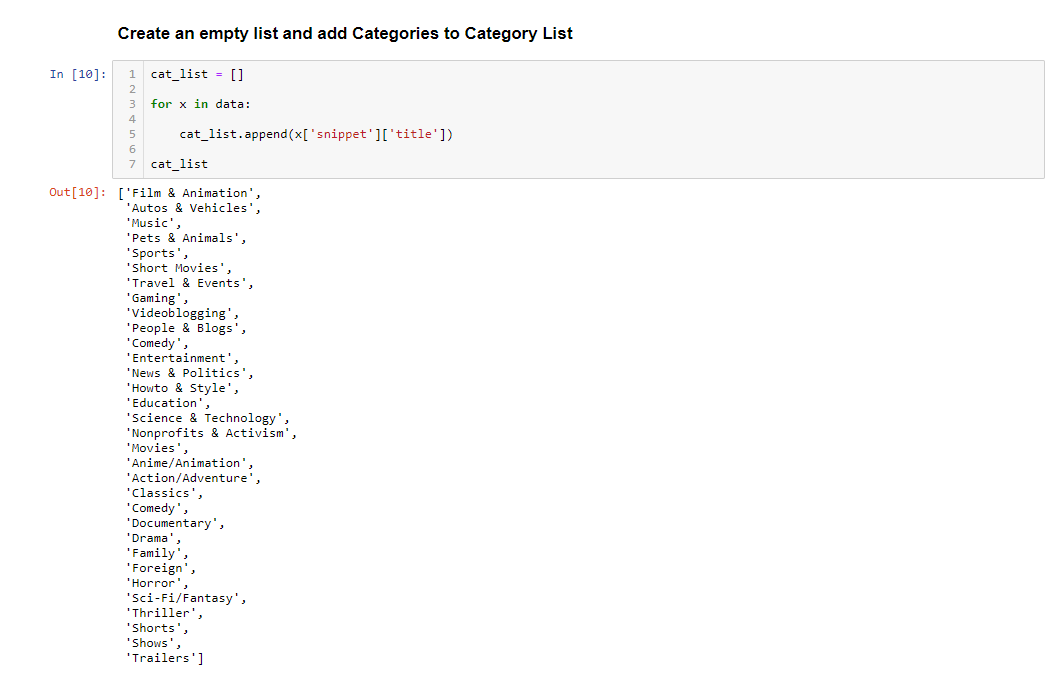 Create an empty list and add Categories to Category List
In [10]:
1 cat_list = []
2
3 for x in data:
4
5     cat_list.append(x['snippet']['title'])
6
7 cat_list
Out[10]: ['Film & Animation',
'Autos & Vehicles',
'Music',
'Pets & Animals',
'Sports',
'Short Movies',
'Travel & Events',
'Gaming',
'Videoblogging',
'People & Blogs',
'Comedy',
'Entertainment',
'News & Politics',
'Howto & Style',
'Education',
'Science & Technology',
'Nonprofits & Activism',
'Movies',
'Anime/Animation',
'Action/Adventure',
'Classics',
'Comedy',
'Documentary',
'Drama',
'Family',
'Foreign',
'Horror',
'Sci-Fi/Fantasy',
'Thriller',
'Shorts',
'Shows',
'Trailers']